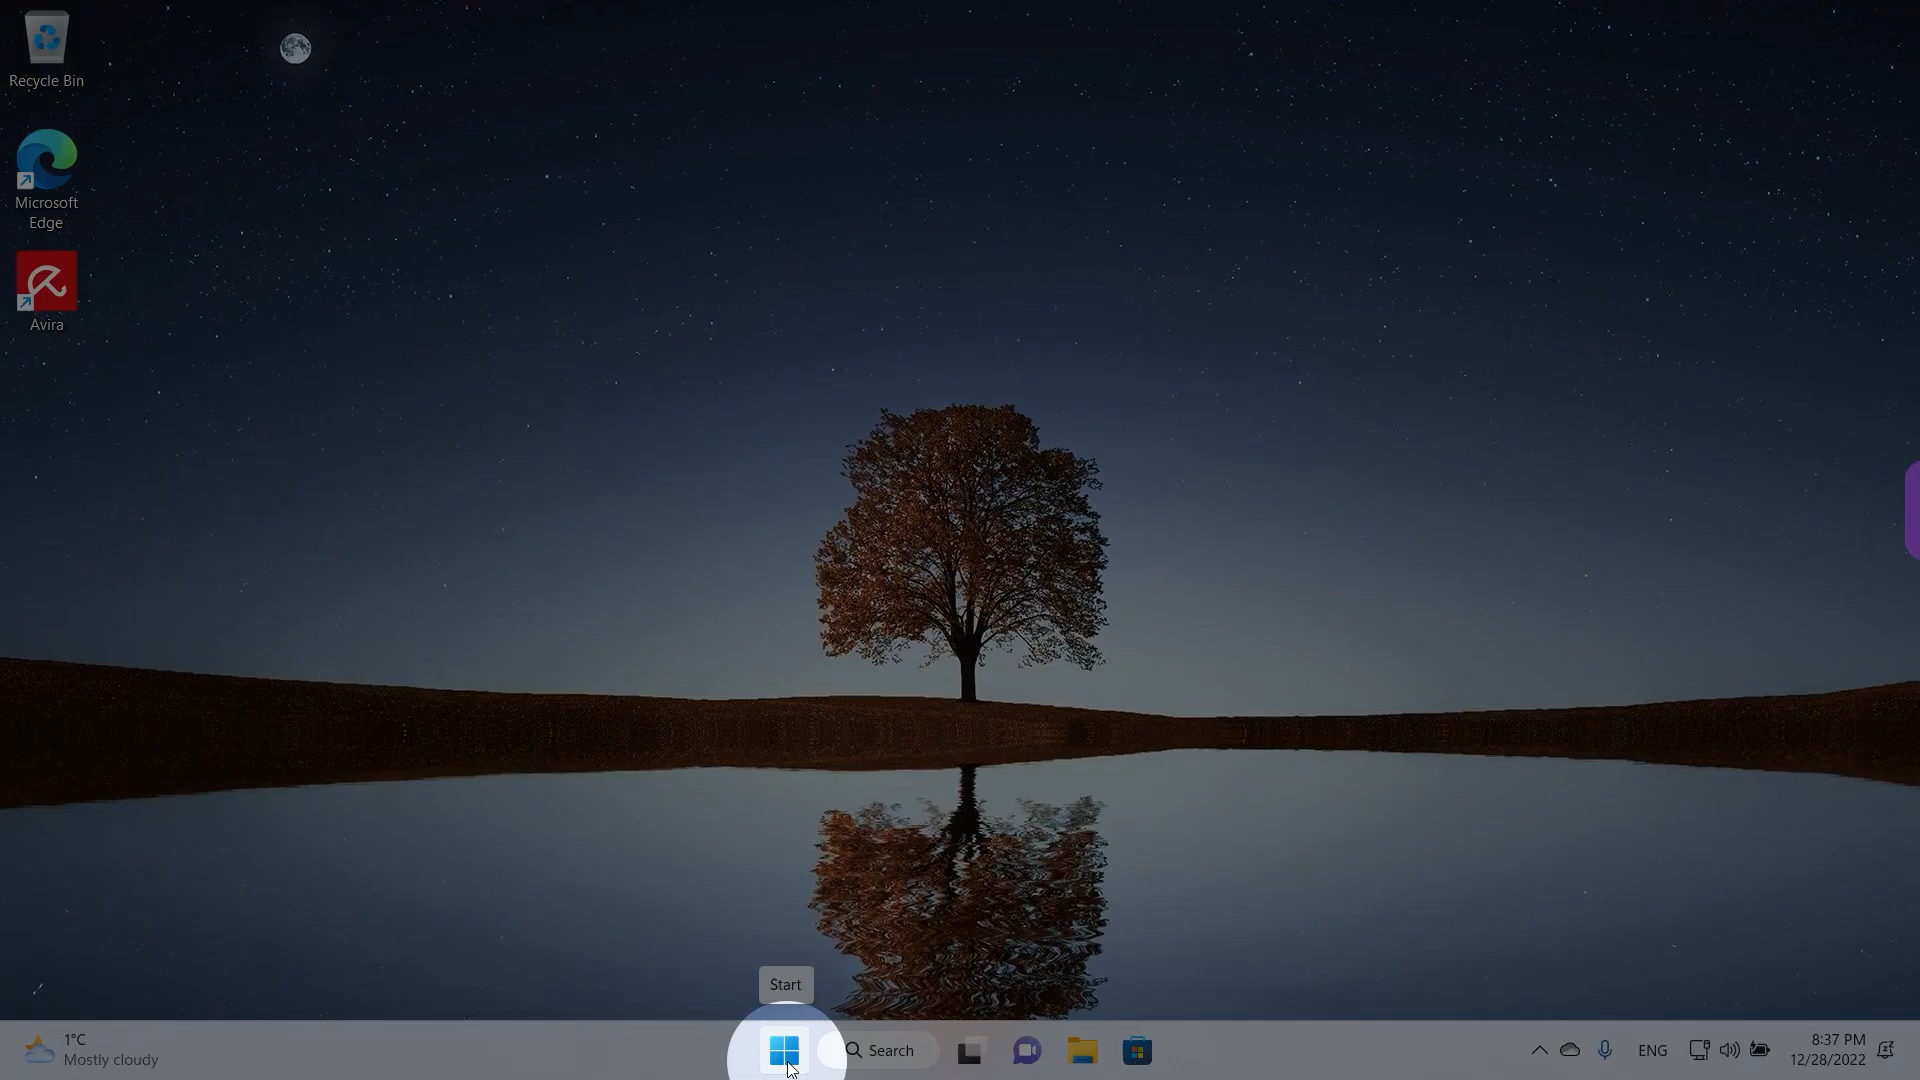 Recycle Bin
Microsoft
Edge
Avira
Start
1°C
Mostly cloudy
Search
ENG
8:37 PM
12/28/2022